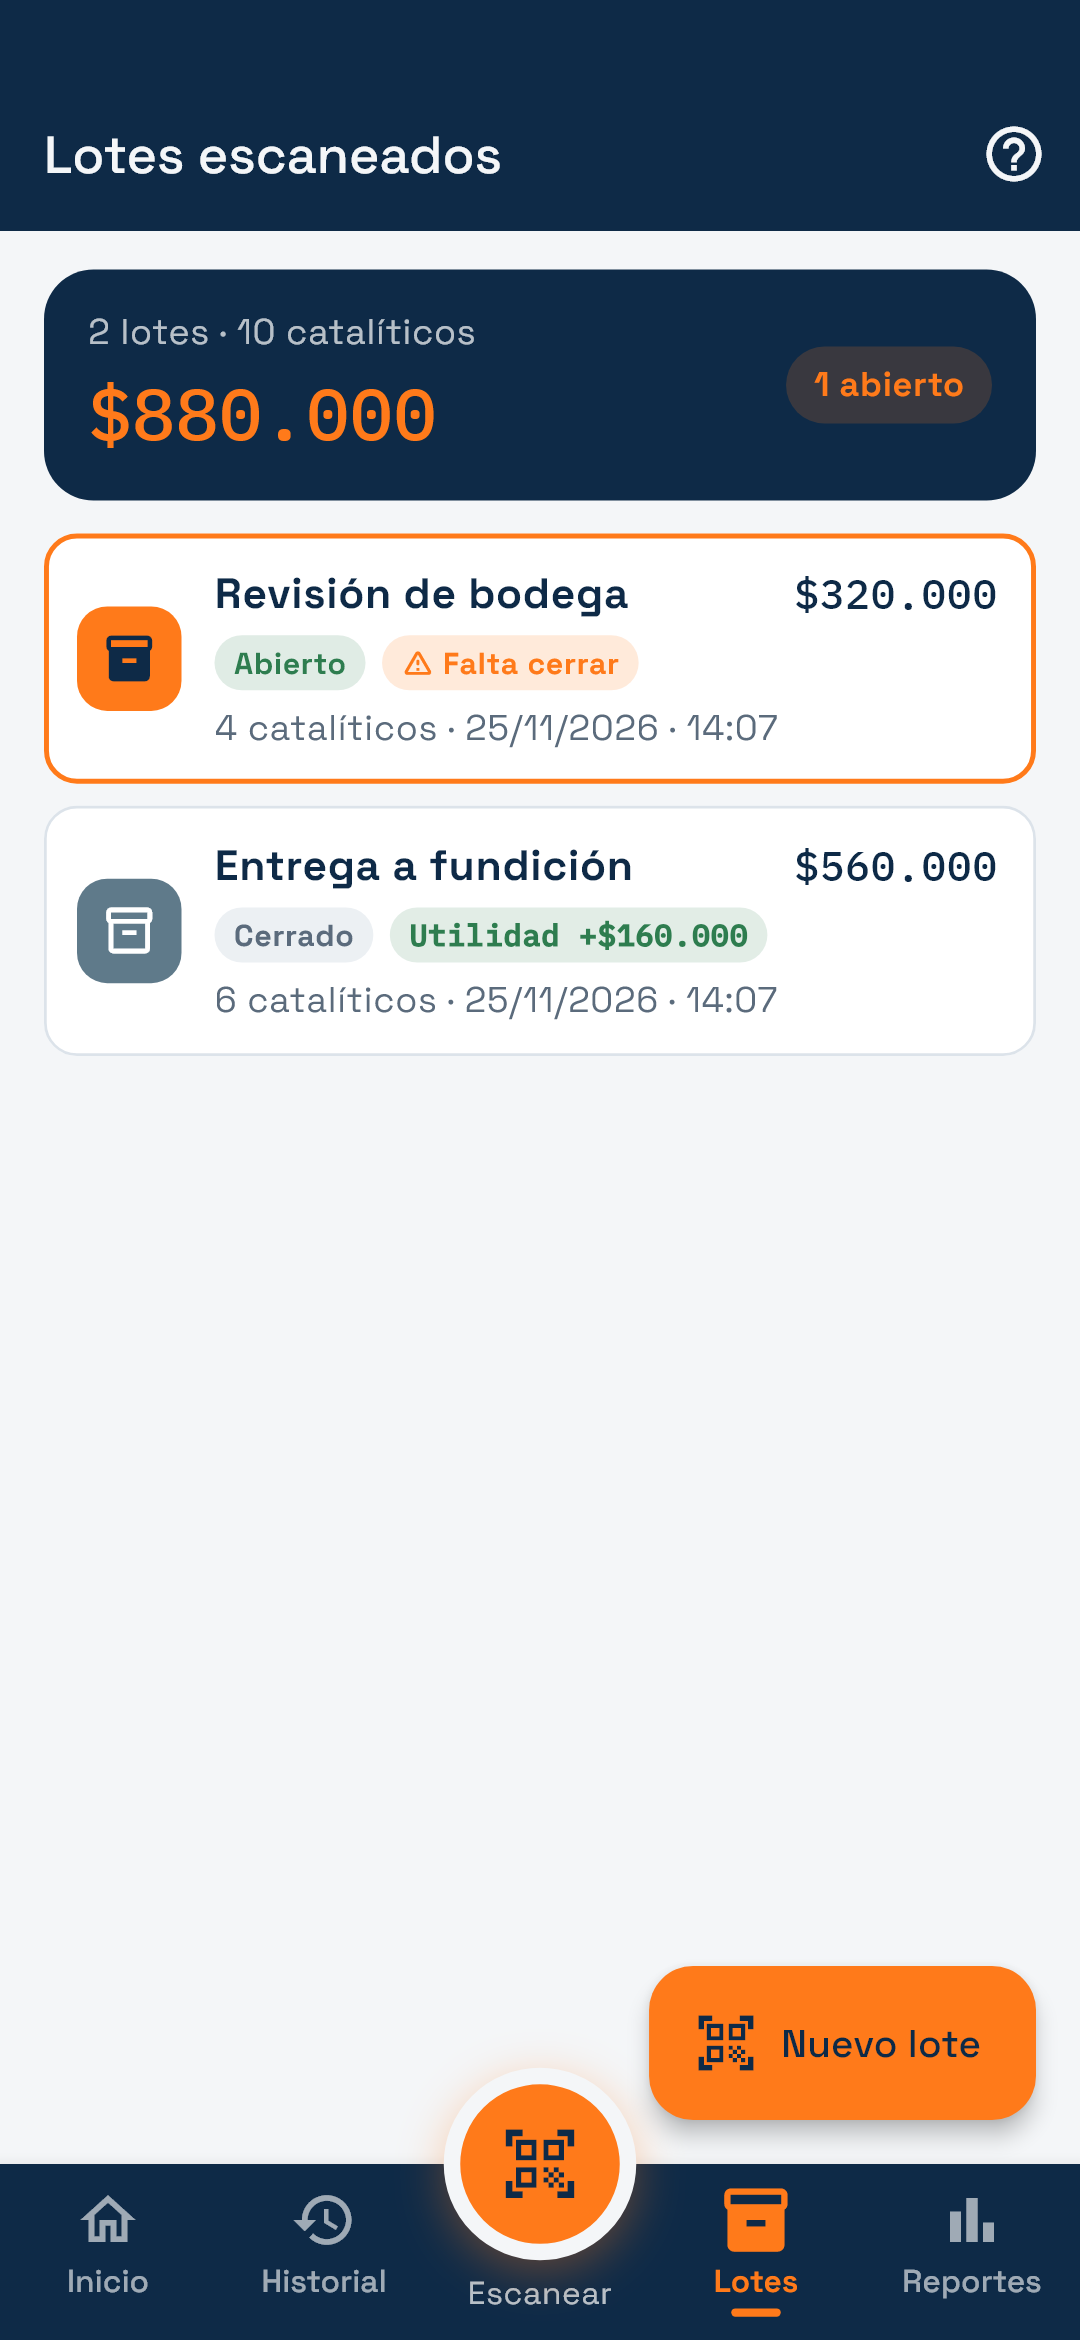 Lotes escaneados
2 lotes · 10 catalíticos
$880.000
1 abierto
Revisión de bodega
$320.000
Abierto
Falta cerrar
4 catalíticos · 25/11/2026 · 14:07
Entrega a fundición
$560.000
Cerrado
Utilidad +$160.000
6 catalíticos · 25/11/2026 · 14:07
Nuevo lote
Inicio
Historial
Escanear
Lotes
Reportes